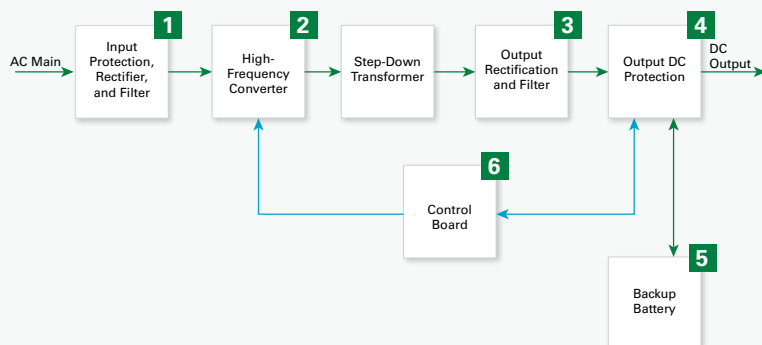 1
2
3
4
AC Main
Input
Protection,
Rectifier,
and Filter
High-
Frequency
Converter
Step-Down
Transformer
Output
Rectification
and Filter
Output DC
Protection
DC
Output
6
Control
Board
5
Backup
Battery